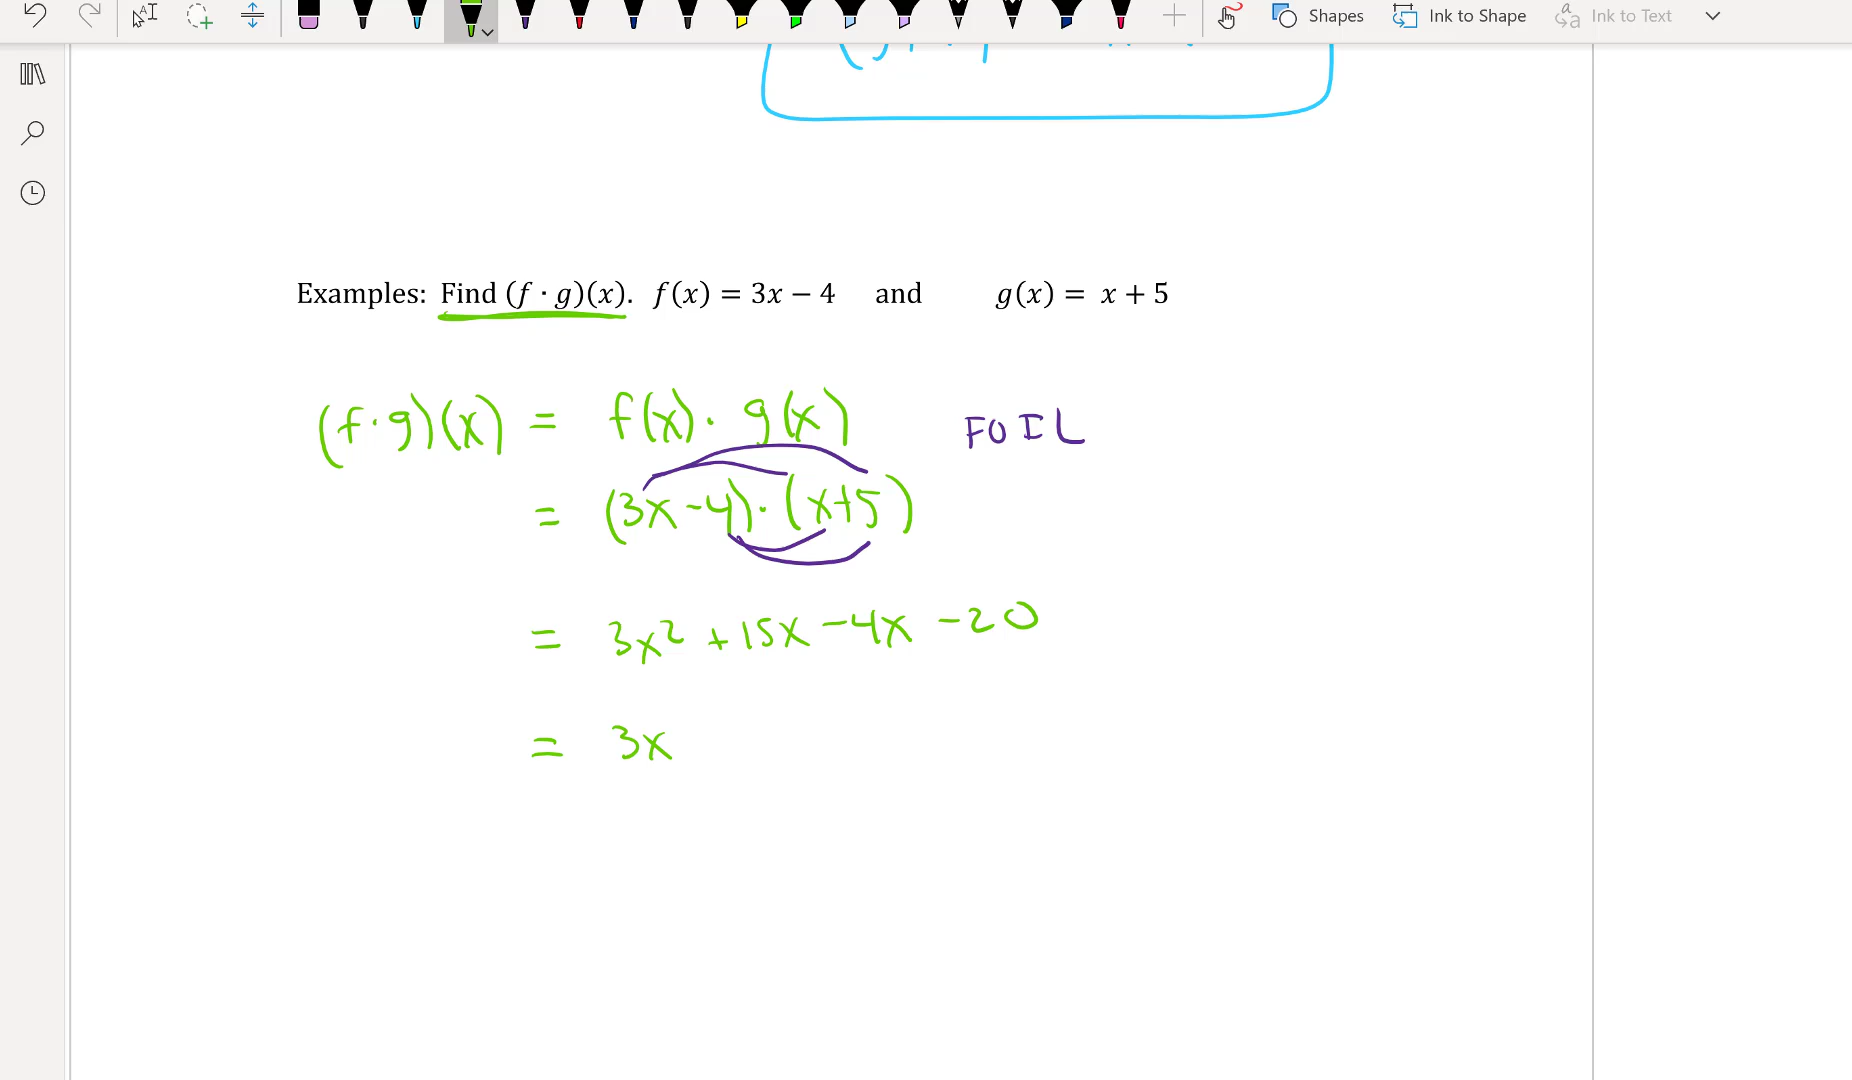 Shapes Ink to Shape Ink to Text
Examples: Find (f · g)(x). f(x) = 3x − 4 and g(x) = x + 5
(f·g)(x) = f(x) · g(x) FOIL
= (3x-4) · (x+5)
= 3x² + 15x - 4x - 20
= 3x